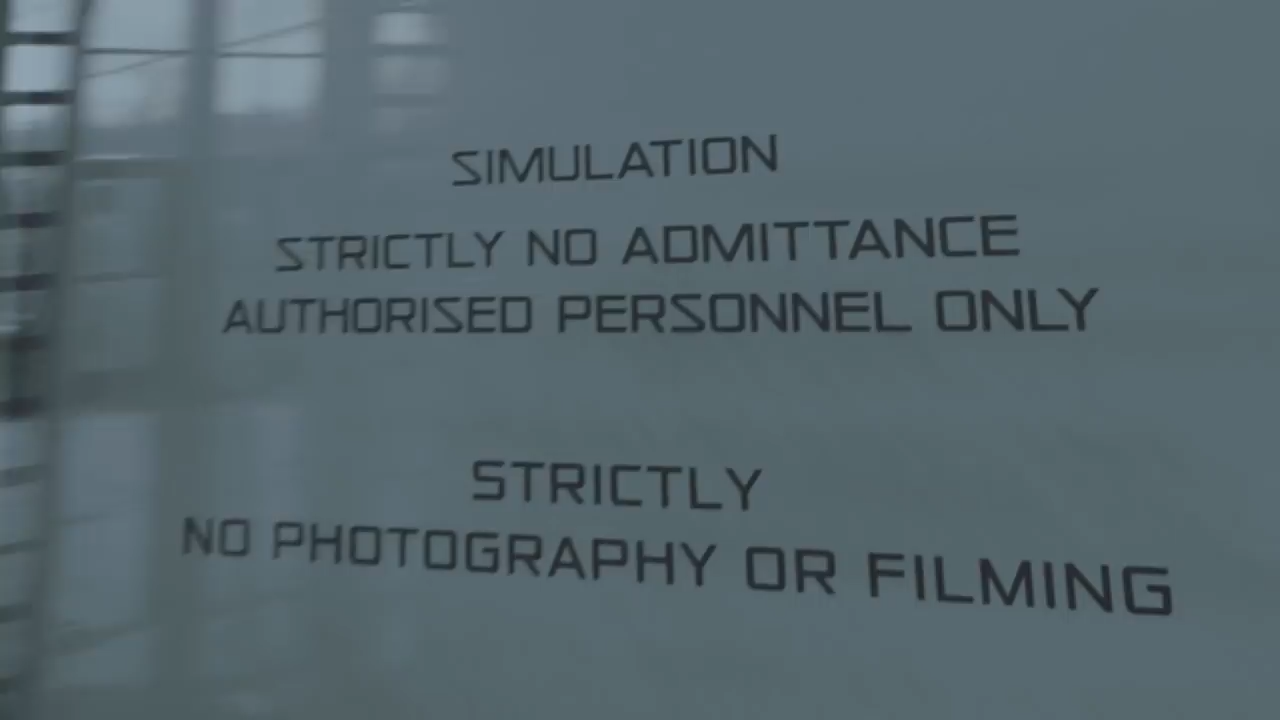 SIMULATION
STRICTLY NO ADMITTANCE
AUTHORISED PERSONNEL ONLY
STRICTLY
NO PHOTOGRAPHY OR FILMING